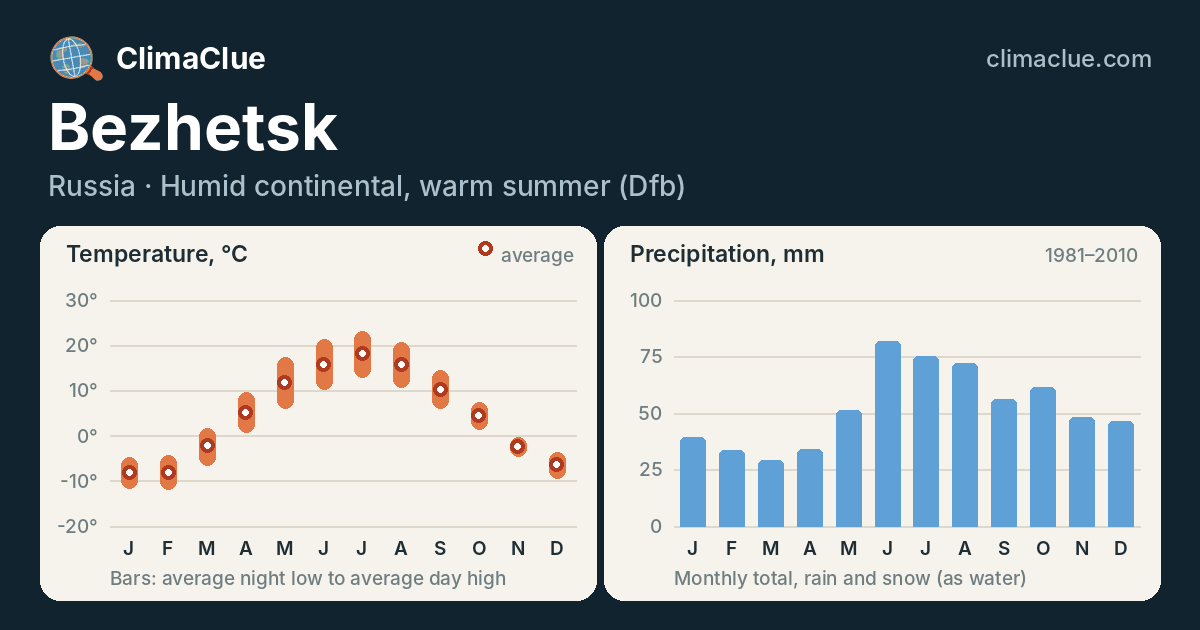 ClimaClue
climaclue.com
Bezhetsk
Russia · Humid continental, warm summer (Dfb)
Temperature, °C
average
30°
20°
10°
0°
-10°
-20°
J F M A M J J A S O N D
Bars: average night low to average day high
Precipitation, mm
1981–2010
100
75
50
25
0
J F M A M J J A S O N D
Monthly total, rain and snow (as water)